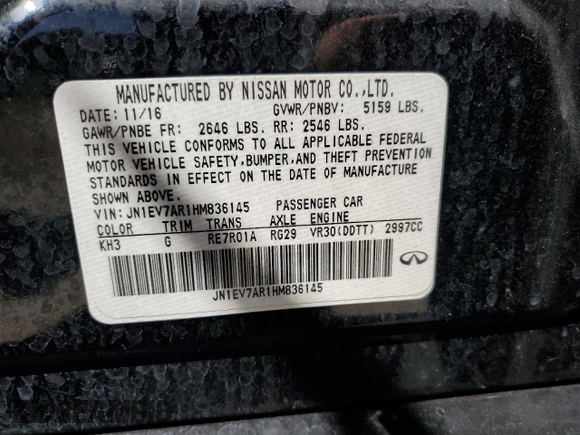 MANUFACTURED BY NISSAN MOTOR CO.,LTD.
DATE: 11/16 GVWR/PNBV: 5159 LBS.
GAWR/PNBE FR: 2646 LBS. RR: 2546 LBS.
THIS VEHICLE CONFORMS TO ALL APPLICABLE FEDERAL
MOTOR VEHICLE SAFETY,BUMPER,AND THEFT PREVENTION
STANDARDS IN EFFECT ON THE DATE OF MANUFACTURE
SHOWN ABOVE.
VIN: JN1EV7AR1HM836145 PASSENGER CAR
COLOR TRIM TRANS AXLE ENGINE
KH3 G RE7R01A RG29 VR30(DDTT) 2997CC
JN1EV7AR1HM836145